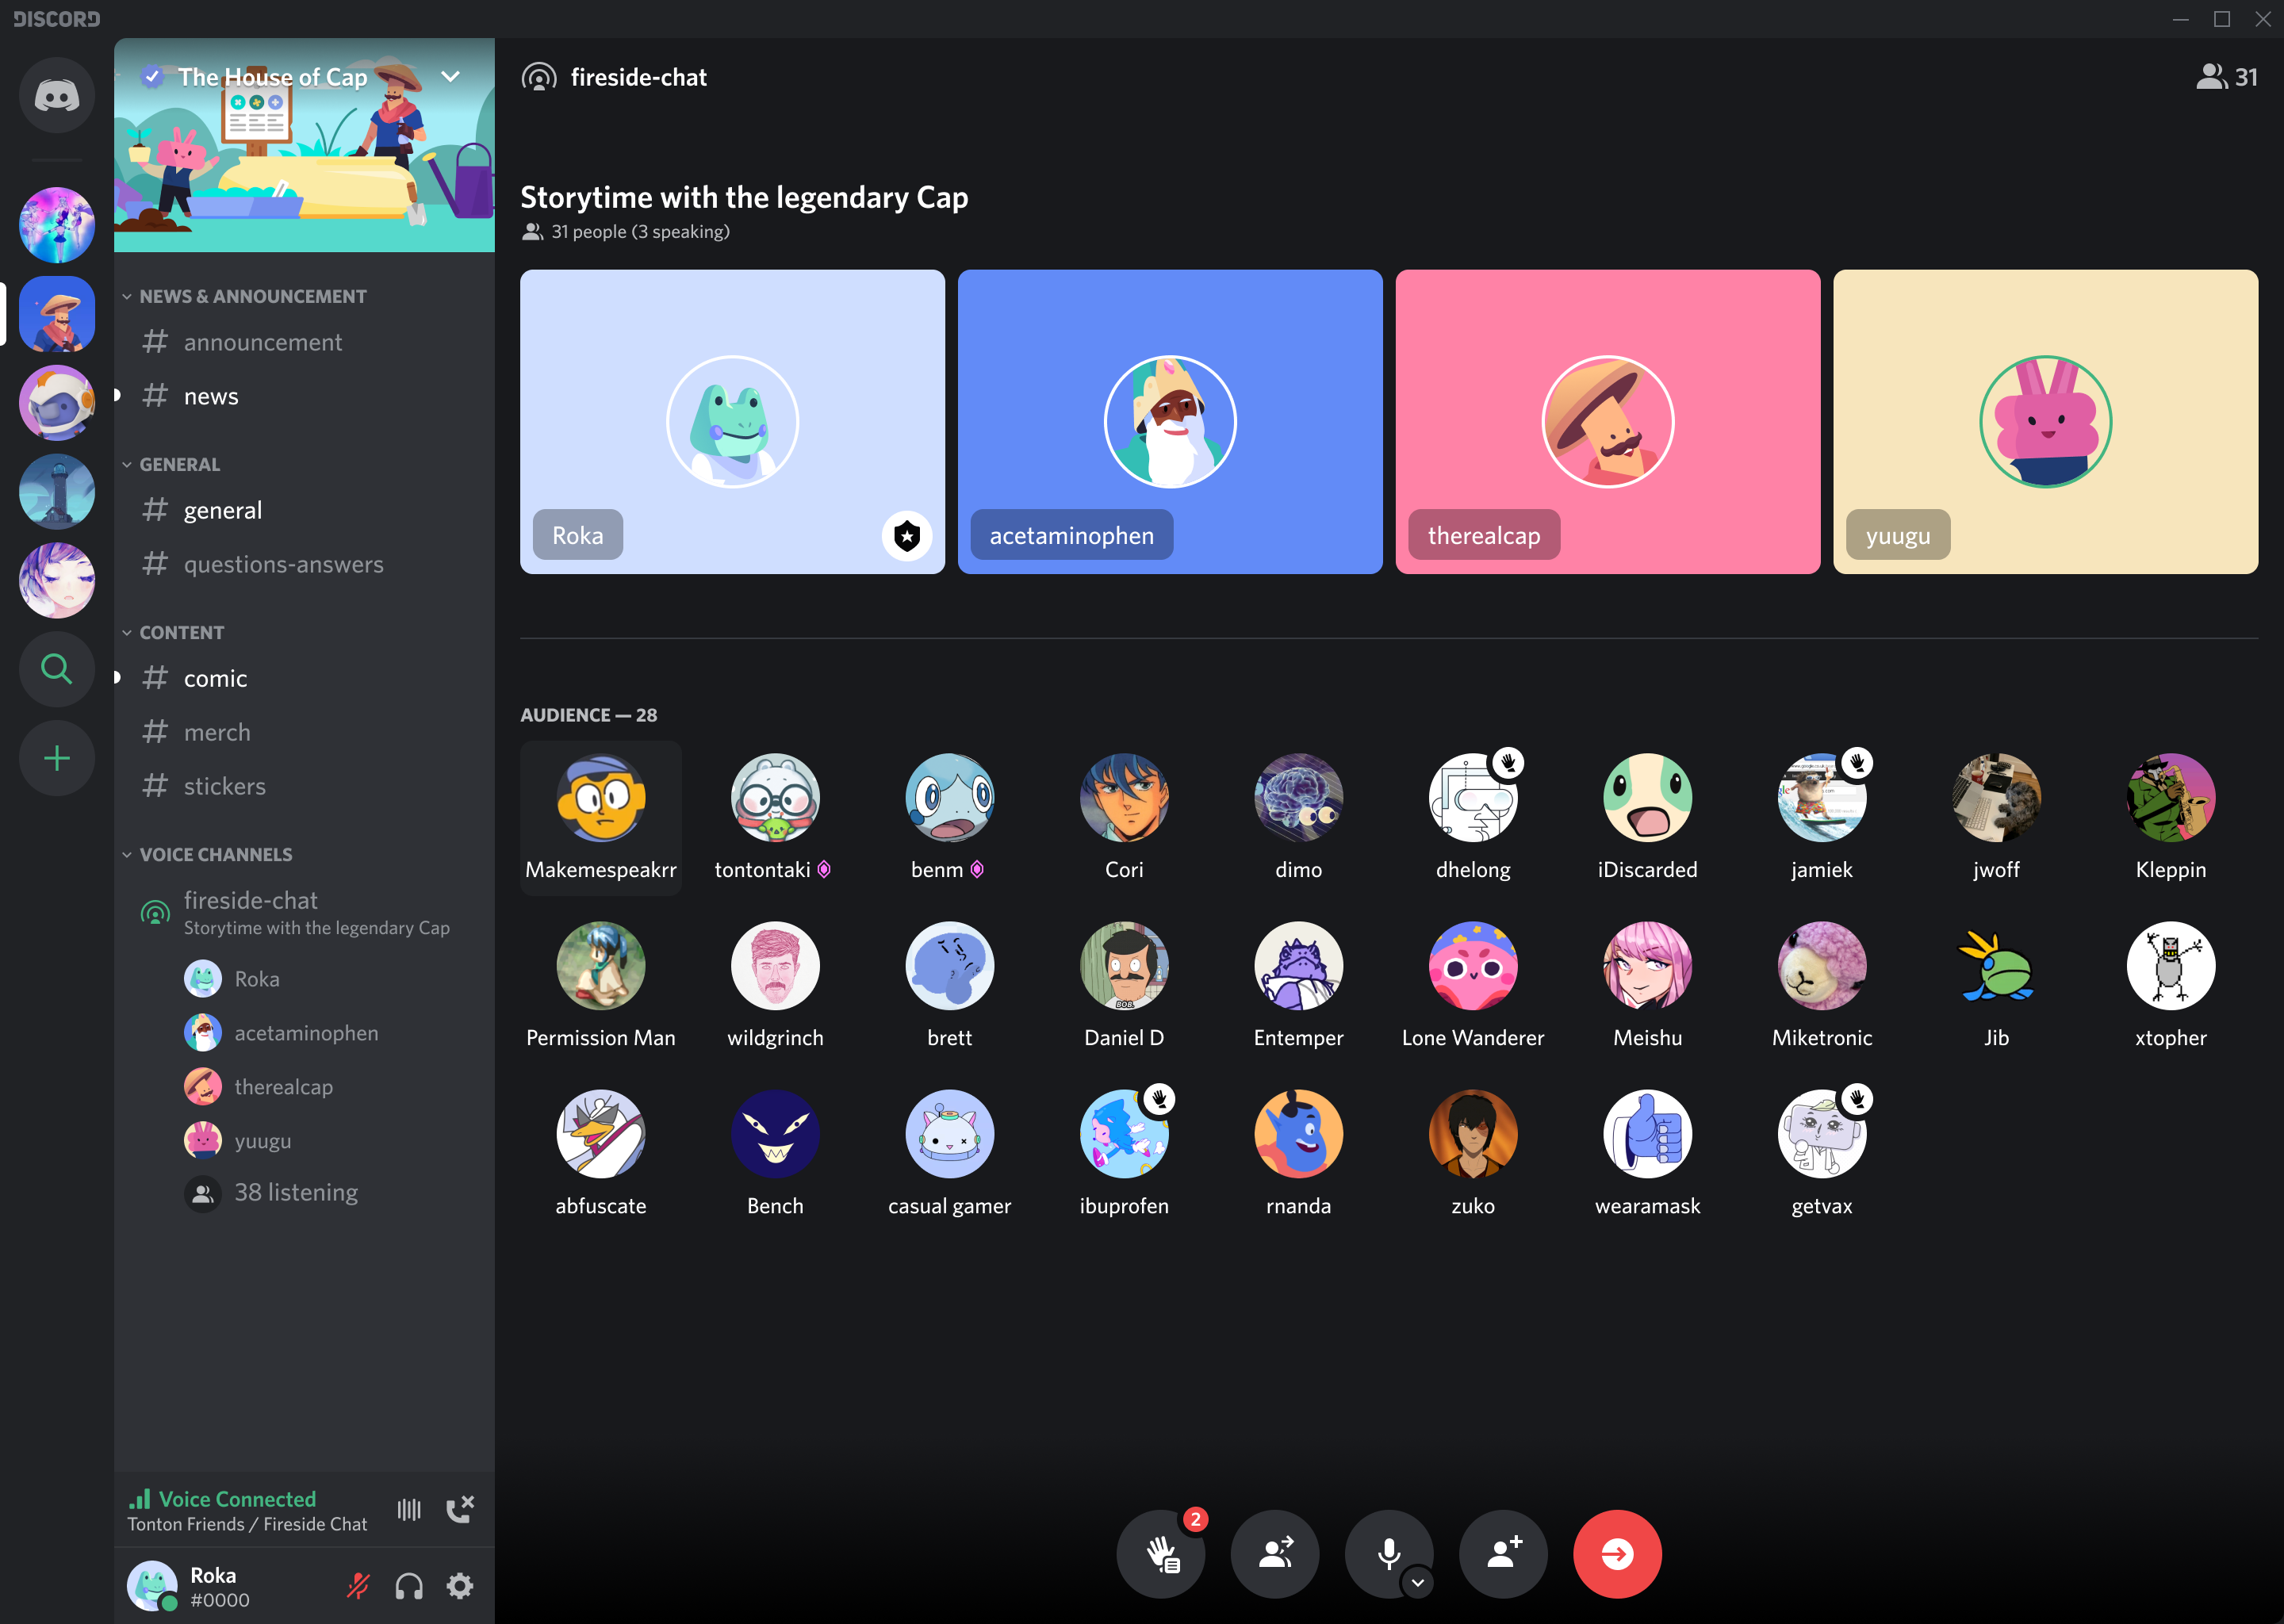 DISCORD
The House of Cap
NEWS & ANNOUNCEMENT
announcement
news
GENERAL
general
questions-answers
CONTENT
comic
merch
stickers
VOICE CHANNELS
fireside-chat
Storytime with the legendary Cap
Roka
acetaminophen
therealcap
yuugu
38 listening
Voice Connected
Tonton Friends / Fireside Chat
Roka
#0000
fireside-chat
31
Storytime with the legendary Cap
31 people (3 speaking)
Roka
acetaminophen
therealcap
yuugu
AUDIENCE — 28
Makemespeakrr
tontontaki
benm
Cori
dimo
dhelong
iDiscarded
jamiek
jwoff
Kleppin
Permission Man
wildgrinch
brett
BOB
Daniel D
Entemper
Lone Wanderer
Meishu
Miketronic
Jib
xtopher
abfuscate
Bench
casual gamer
ibuprofen
rnanda
zuko
wearamask
getvax
2